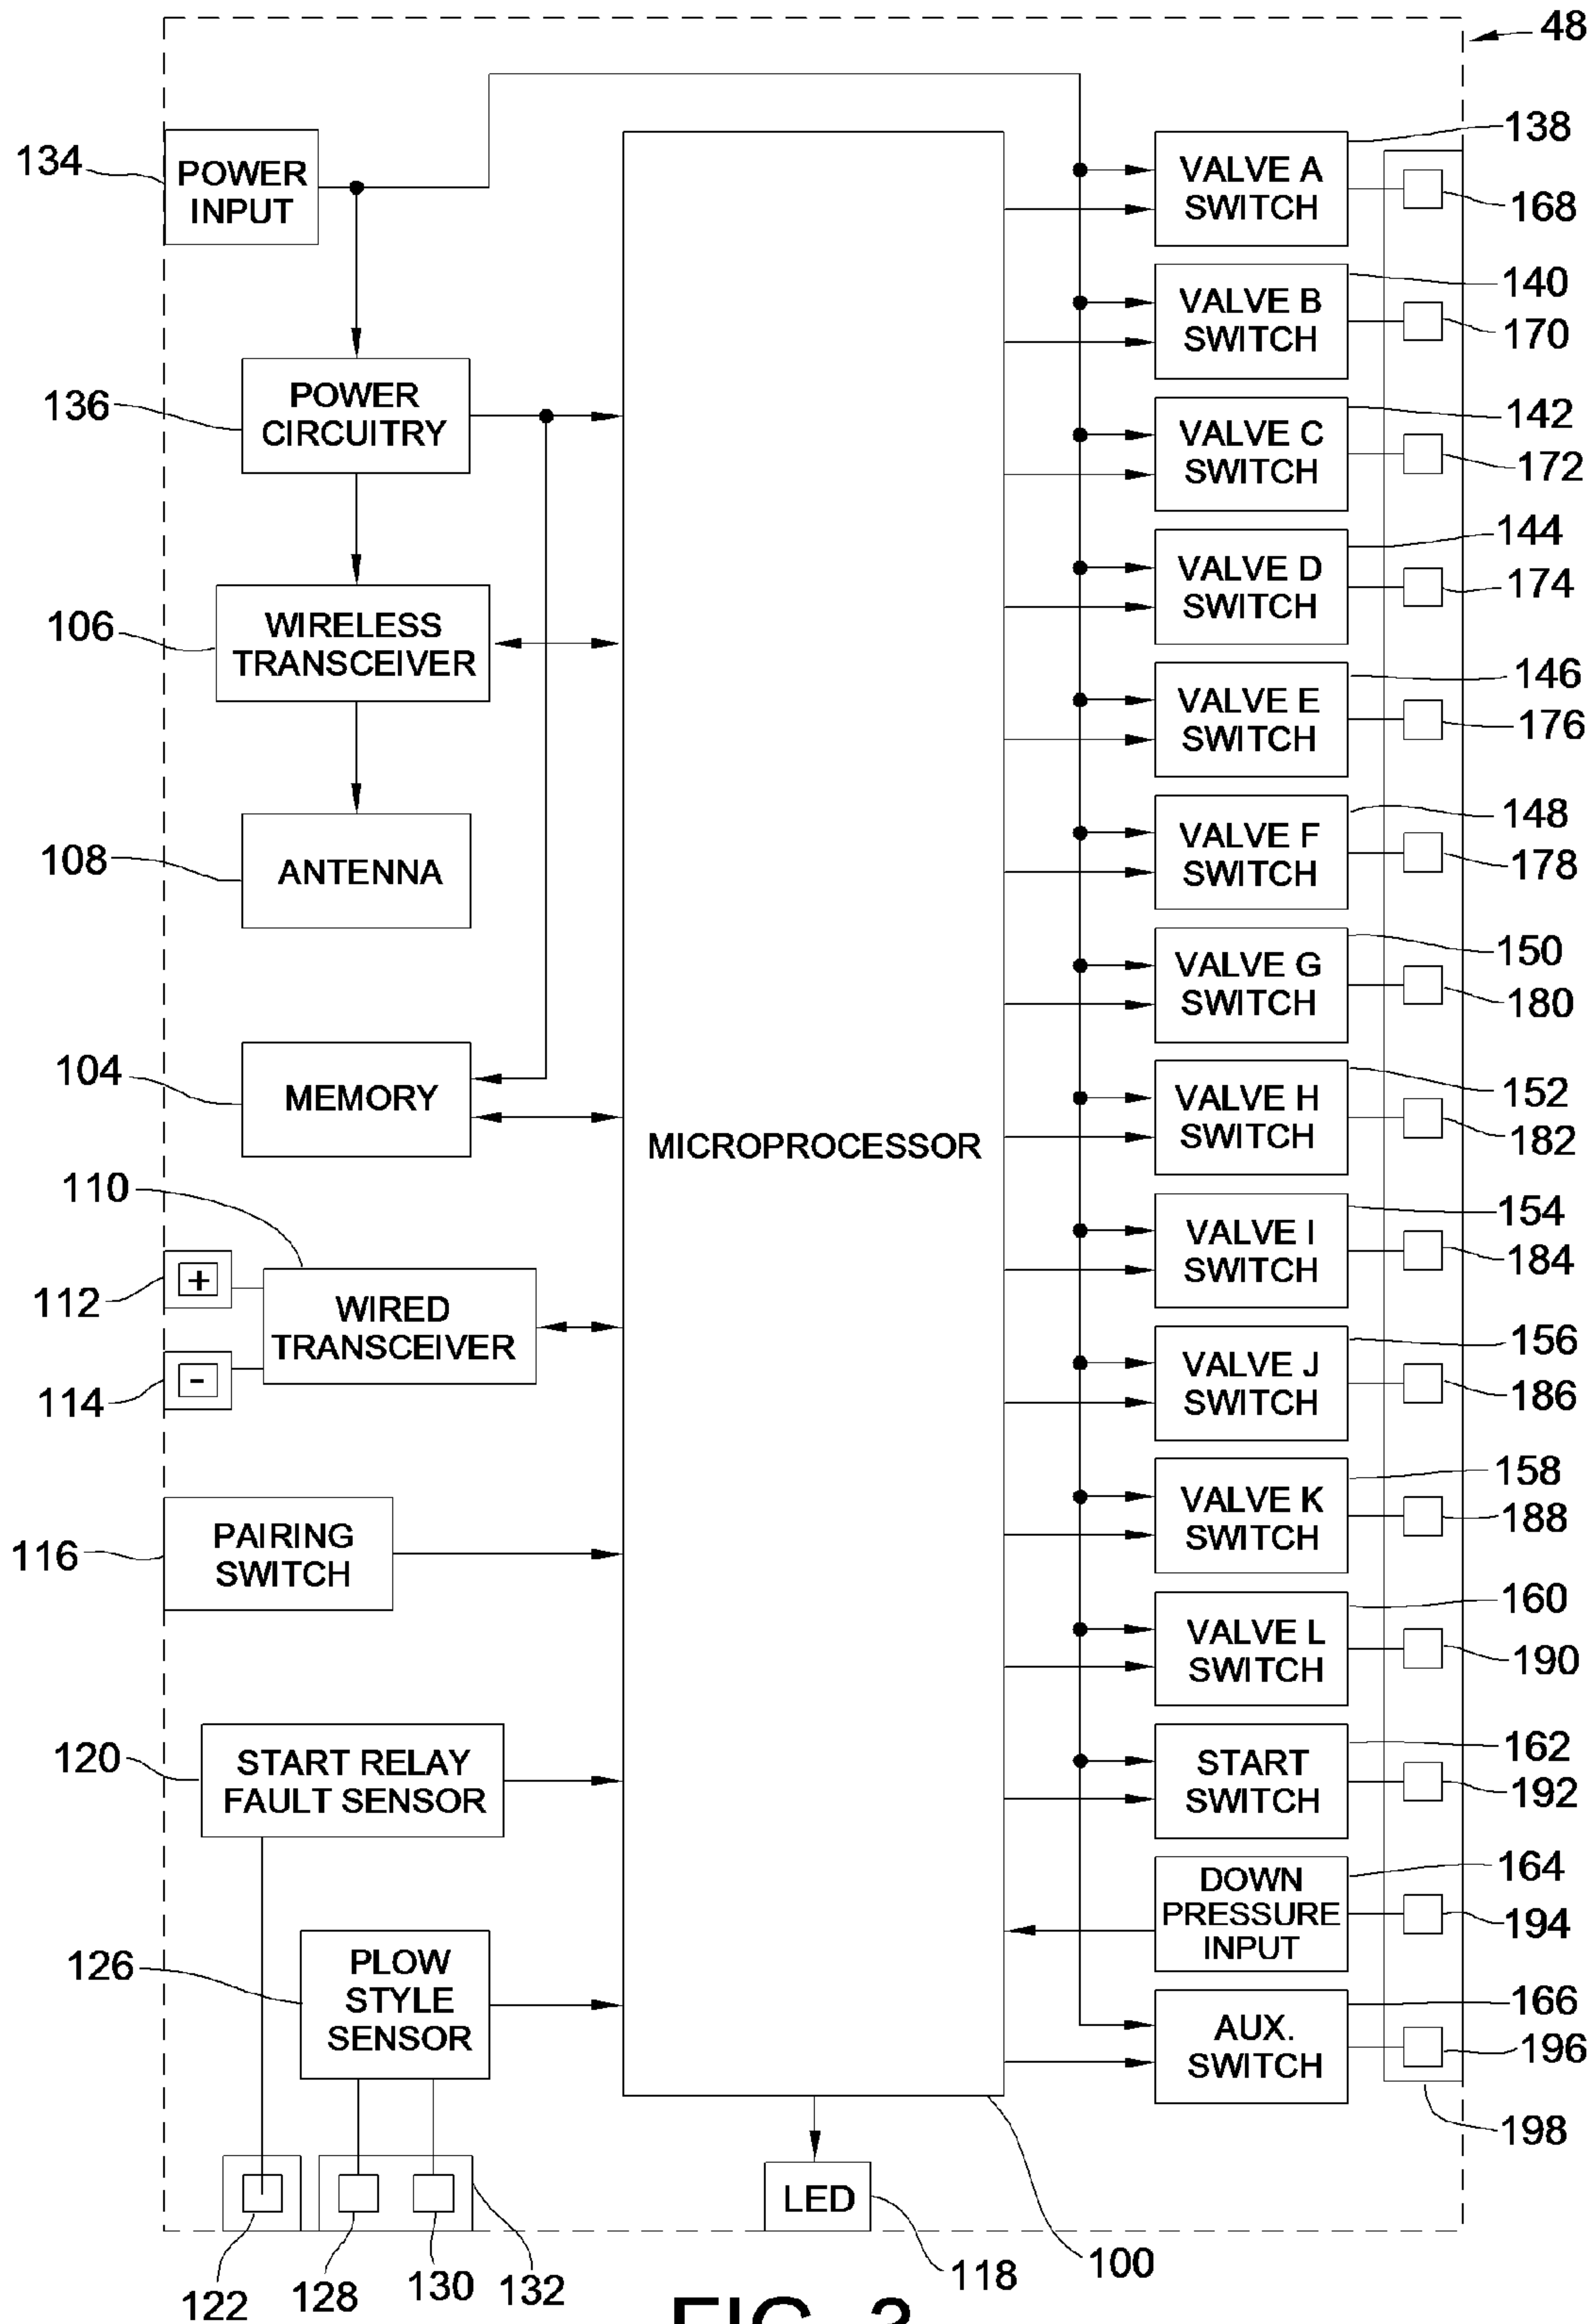 48
134
POWER
INPUT
138
VALVE A
SWITCH
168
140
VALVE B
SWITCH
170
136
POWER
CIRCUITRY
142
VALVE C
SWITCH
172
144
VALVE D
SWITCH
174
106
WIRELESS
TRANSCEIVER
146
VALVE E
SWITCH
176
108
ANTENNA
148
VALVE F
SWITCH
178
150
VALVE G
SWITCH
180
104
MEMORY
MICROPROCESSOR
152
VALVE H
SWITCH
182
110
112
+
WIRED
TRANSCEIVER
114
-
154
VALVE I
SWITCH
184
156
VALVE J
SWITCH
186
116
PAIRING
SWITCH
158
VALVE K
SWITCH
188
160
VALVE L
SWITCH
190
120
START RELAY
FAULT SENSOR
162
START
SWITCH
192
164
DOWN
PRESSURE
INPUT
194
126
PLOW
STYLE
SENSOR
166
AUX.
SWITCH
196
198
LED
122
128
130
132
118
100
FIG. 3